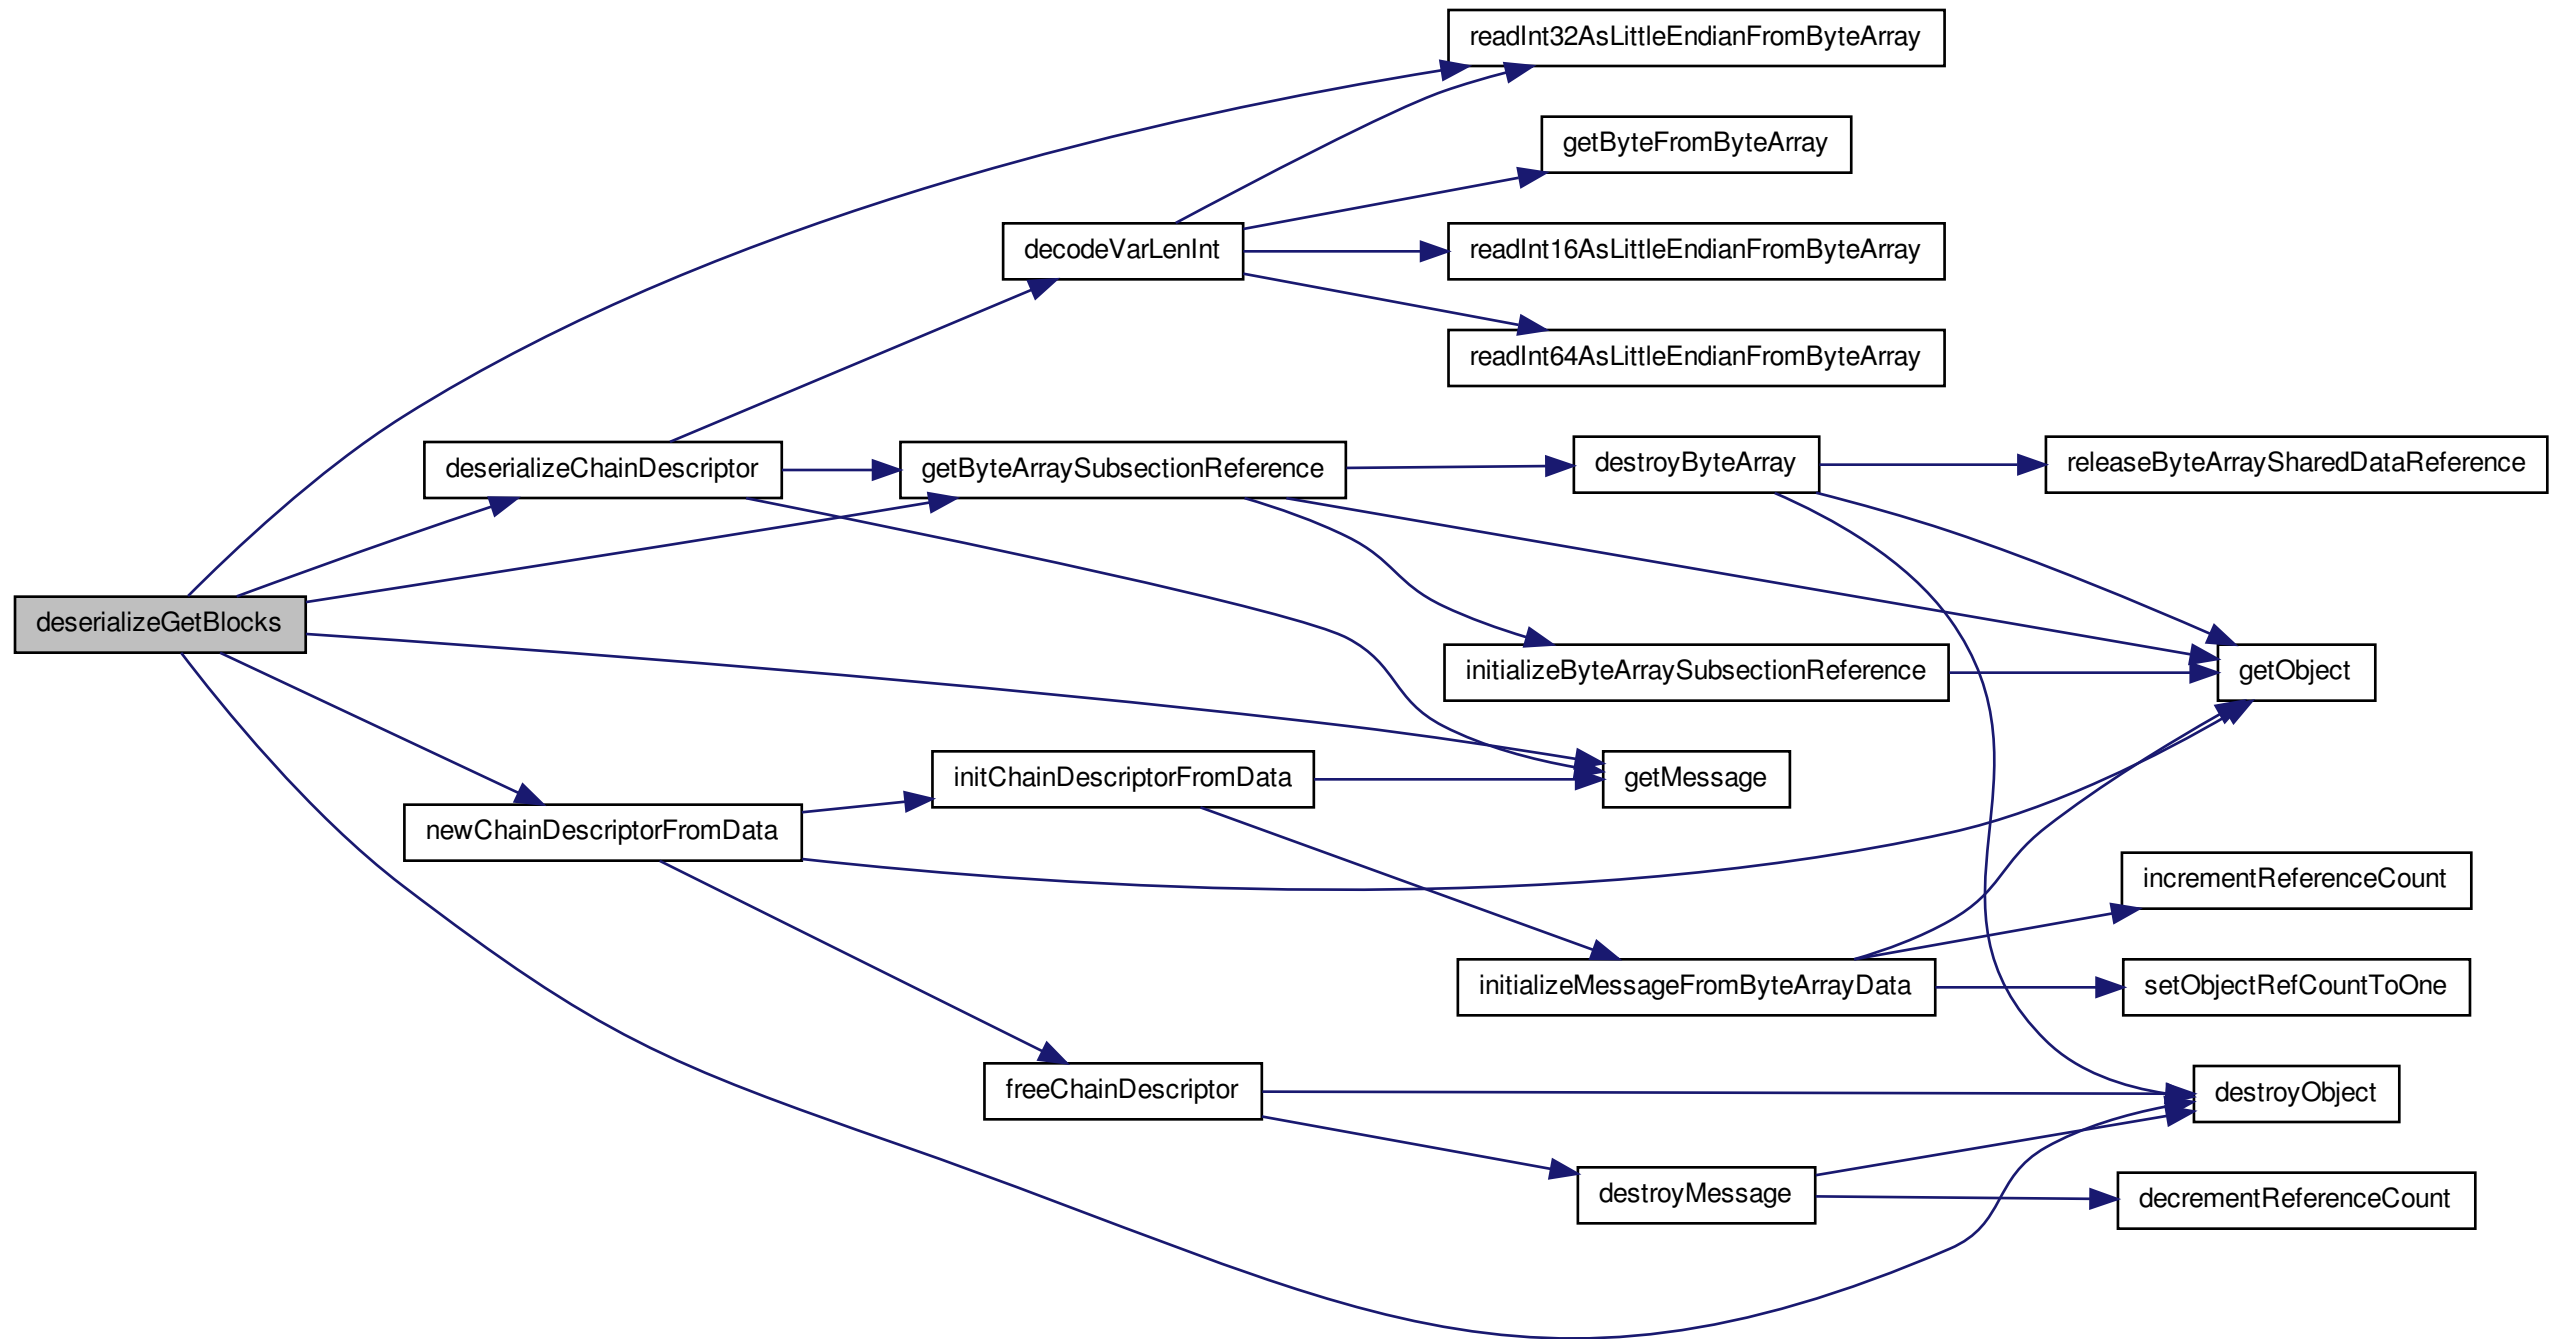 readInt32AsLittleEndianFromByteArray
getByteFromByteArray
decodeVarLenInt
readInt16AsLittleEndianFromByteArray
readInt64AsLittleEndianFromByteArray
deserializeChainDescriptor
getByteArraySubsectionReference
destroyByteArray
releaseByteArraySharedDataReference
deserializeGetBlocks
initializeByteArraySubsectionReference
getObject
initChainDescriptorFromData
getMessage
newChainDescriptorFromData
incrementReferenceCount
initializeMessageFromByteArrayData
setObjectRefCountToOne
freeChainDescriptor
destroyObject
destroyMessage
decrementReferenceCount